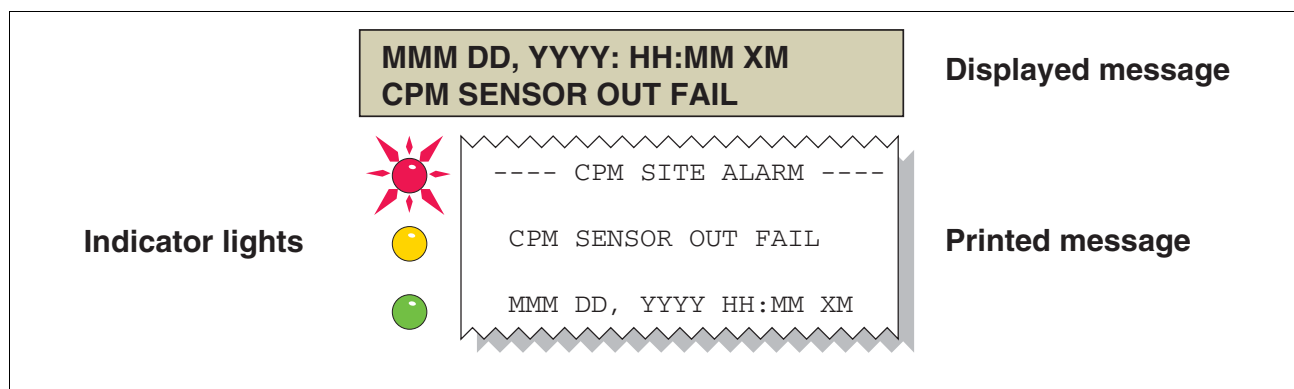 MMM DD, YYYY: HH:MM XM
CPM SENSOR OUT FAIL
Displayed message
---- CPM SITE ALARM ----
CPM SENSOR OUT FAIL
MMM DD, YYYY HH:MM XM
Indicator lights
Printed message